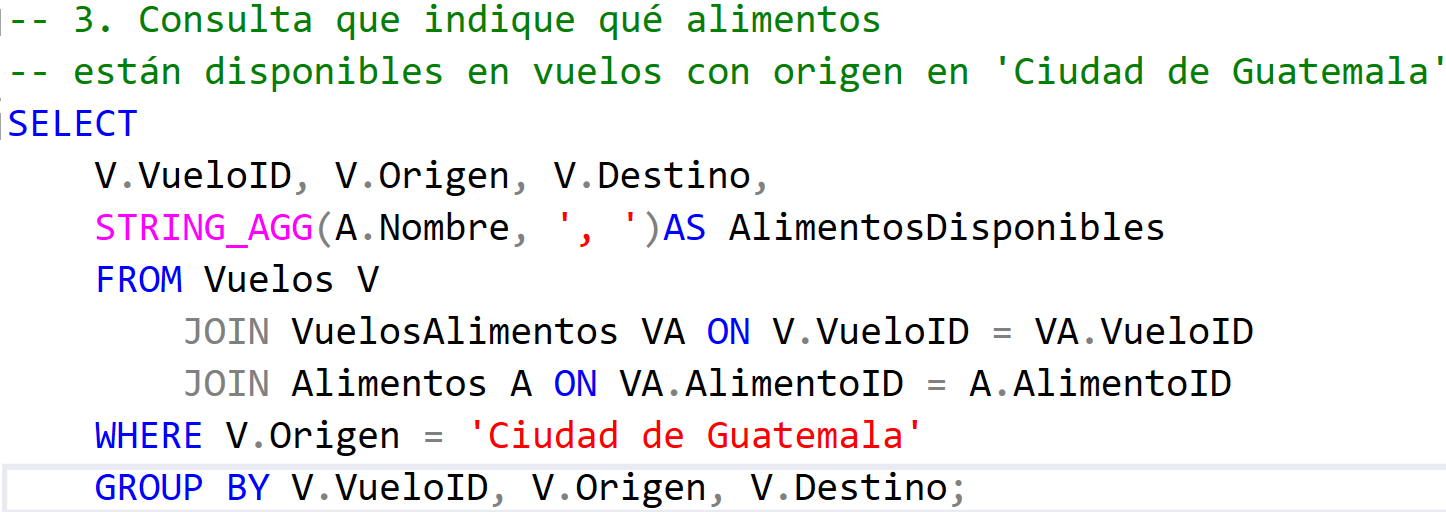 -- 3. Consulta que indique qué alimentos
-- están disponibles en vuelos con origen en 'Ciudad de Guatemala'
SELECT
V.VueloID, V.Origen, V.Destino,
STRING_AGG(A.Nombre, ', ')AS AlimentosDisponibles
FROM Vuelos V
JOIN VuelosAlimentos VA ON V.VueloID = VA.VueloID
JOIN Alimentos A ON VA.AlimentoID = A.AlimentoID
WHERE V.Origen = 'Ciudad de Guatemala'
GROUP BY V.VueloID, V.Origen, V.Destino;